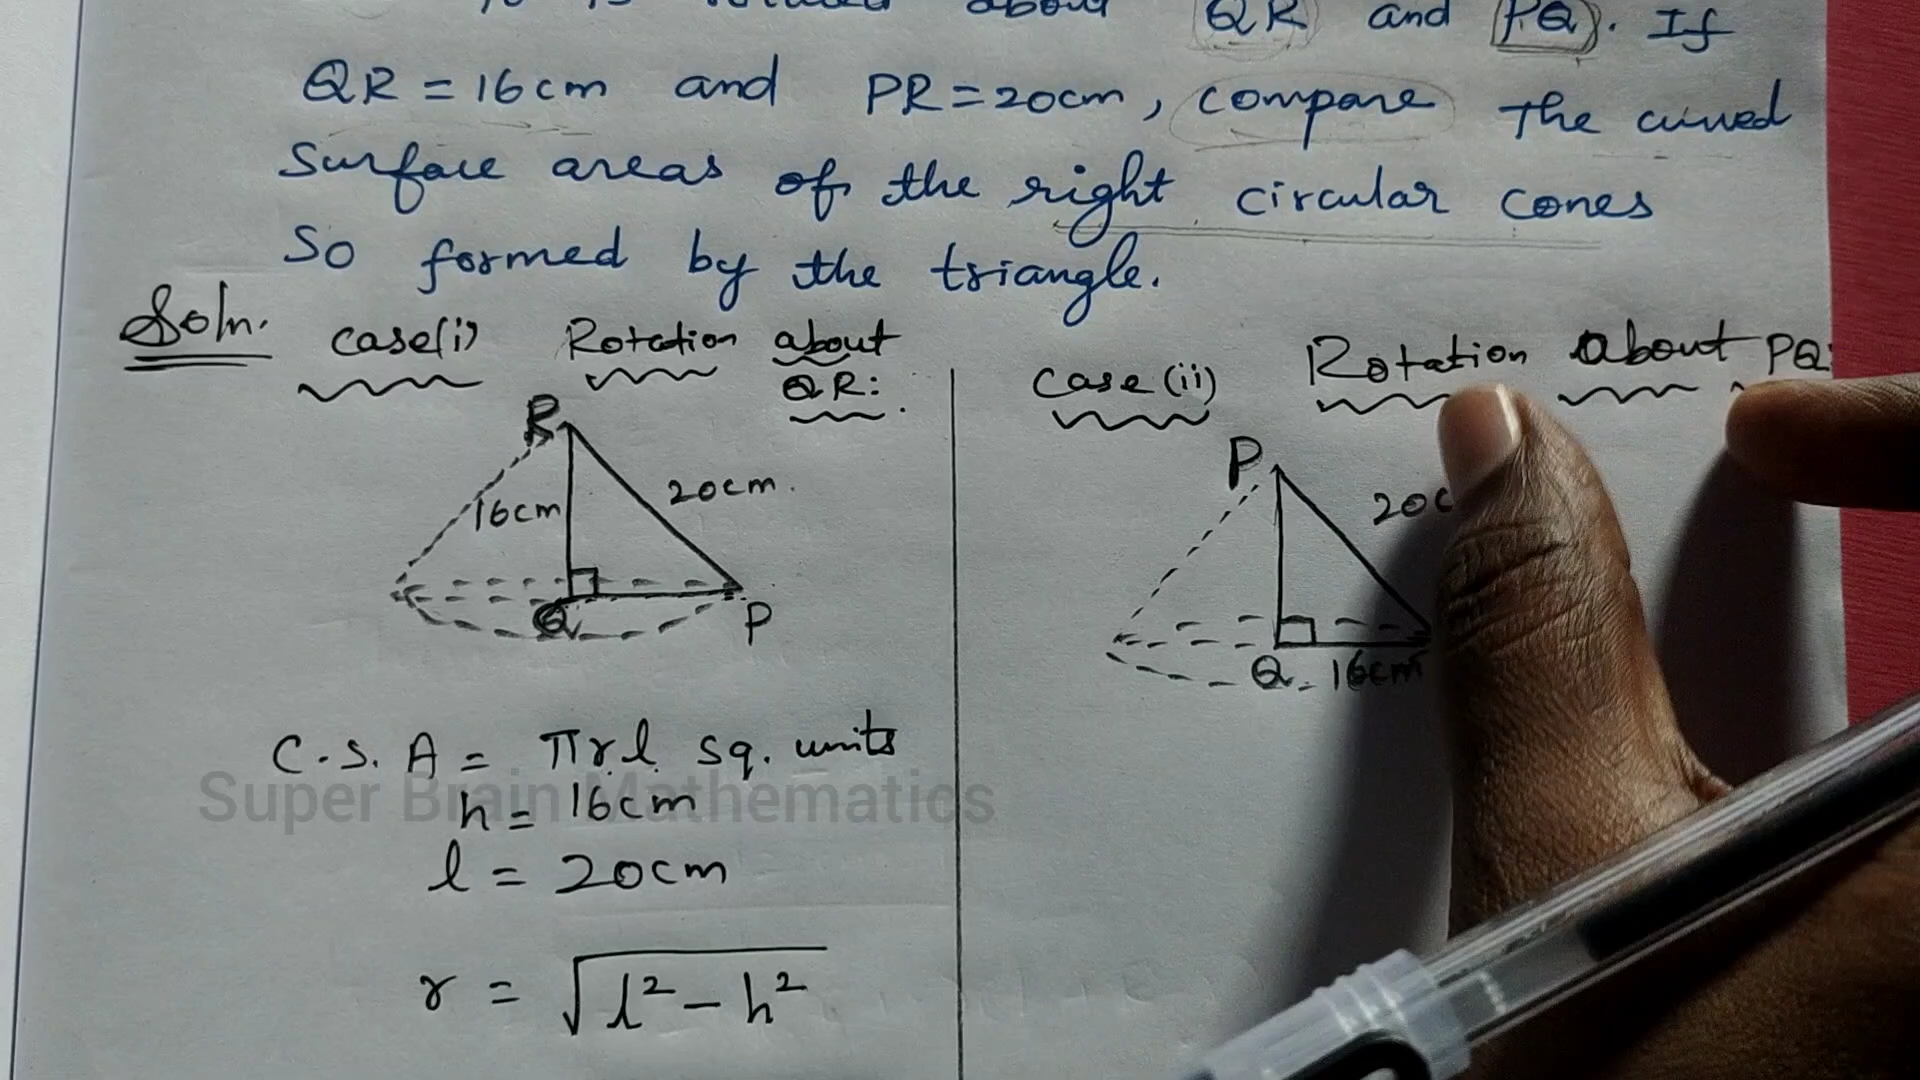 about QR and PQ. If
QR = 16cm and PR = 20cm, compare the curved
Surface areas of the right circular cones
So formed by the triangle.
Soln. case(i) Rotation about QR:
R
16cm
20cm.
Q
P
C.S.A = πrl sq. units
h = 16cm
l = 20cm
r = √l² - h²
case (ii) Rotation about PQ:
P
20c
Q 16cm
Super Brain Mathematics